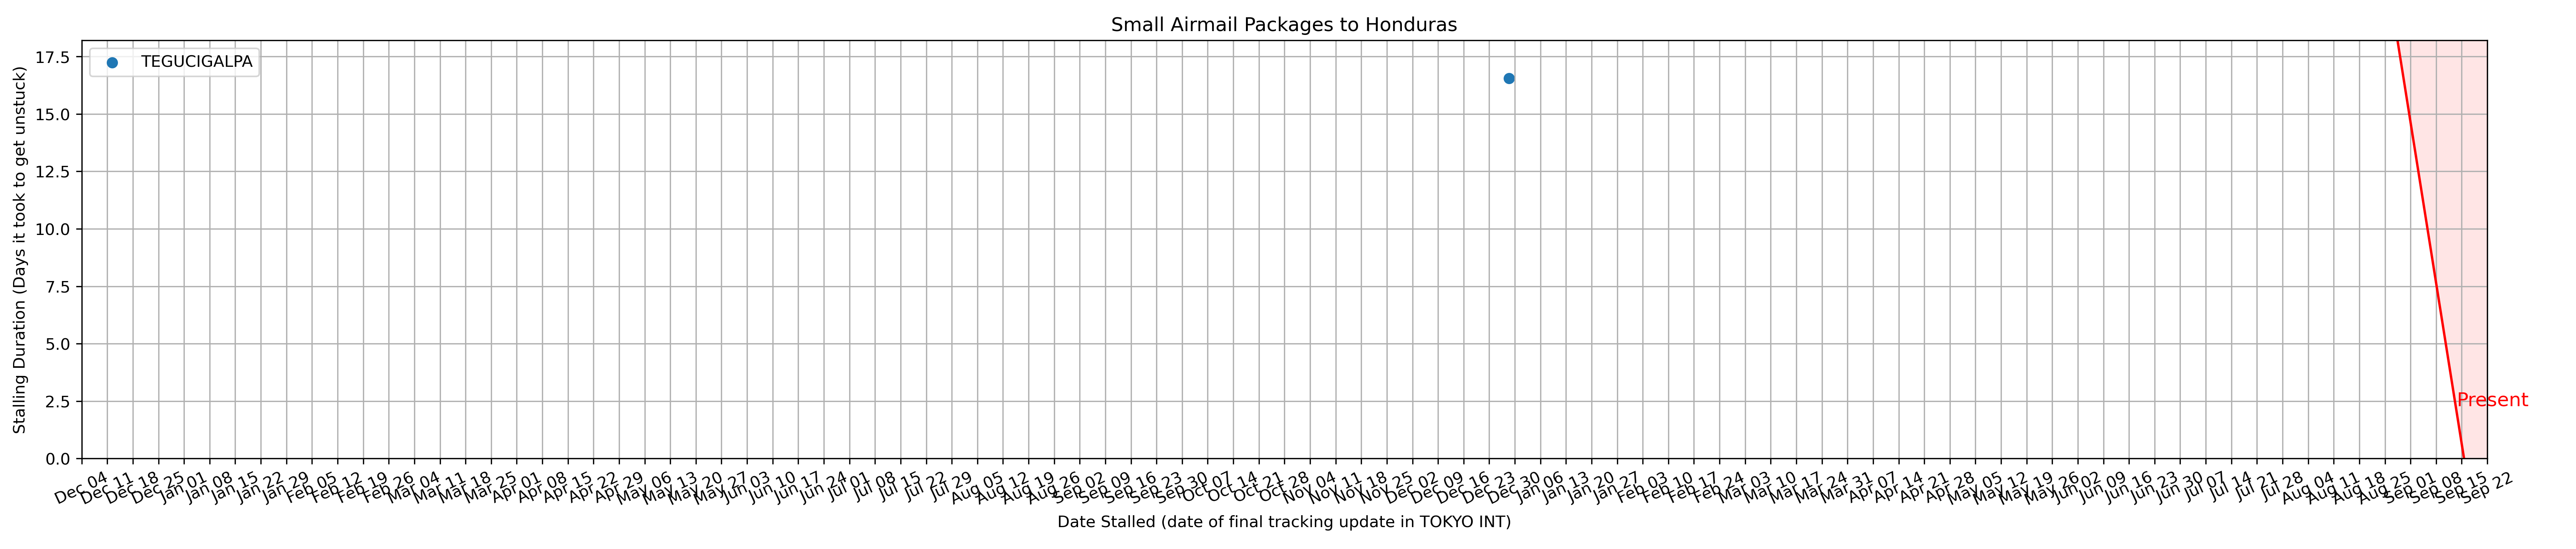 Small Airmail Packages to Honduras
TEGUCIGALPA
Stalling Duration (Days it took to get unstuck)
17.5
15.0
12.5
10.0
7.5
5.0
2.5
0.0
Present
Dec 04
Dec 11
Dec 18
Dec 25
Jan 01
Jan 08
Jan 15
Jan 22
Jan 29
Feb 05
Feb 12
Feb 19
Feb 26
Mar 04
Mar 11
Mar 18
Mar 25
Apr 01
Apr 08
Apr 15
Apr 22
Apr 29
May 06
May 13
May 20
May 27
Jun 03
Jun 10
Jun 17
Jun 24
Jul 01
Jul 08
Jul 15
Jul 22
Jul 29
Aug 05
Aug 12
Aug 19
Aug 26
Sep 02
Sep 09
Sep 16
Sep 23
Sep 30
Oct 07
Oct 14
Oct 21
Oct 28
Nov 04
Nov 11
Nov 18
Nov 25
Dec 02
Dec 09
Dec 16
Dec 23
Dec 30
Jan 06
Jan 13
Jan 20
Jan 27
Feb 03
Feb 10
Feb 17
Feb 24
Mar 03
Mar 10
Mar 17
Mar 24
Mar 31
Apr 07
Apr 14
Apr 21
Apr 28
May 05
May 12
May 19
May 26
Jun 02
Jun 09
Jun 16
Jun 23
Jun 30
Jul 07
Jul 14
Jul 21
Jul 28
Aug 04
Aug 11
Aug 18
Aug 25
Sep 01
Sep 08
Sep 15
Sep 22
Date Stalled (date of final tracking update in TOKYO INT)